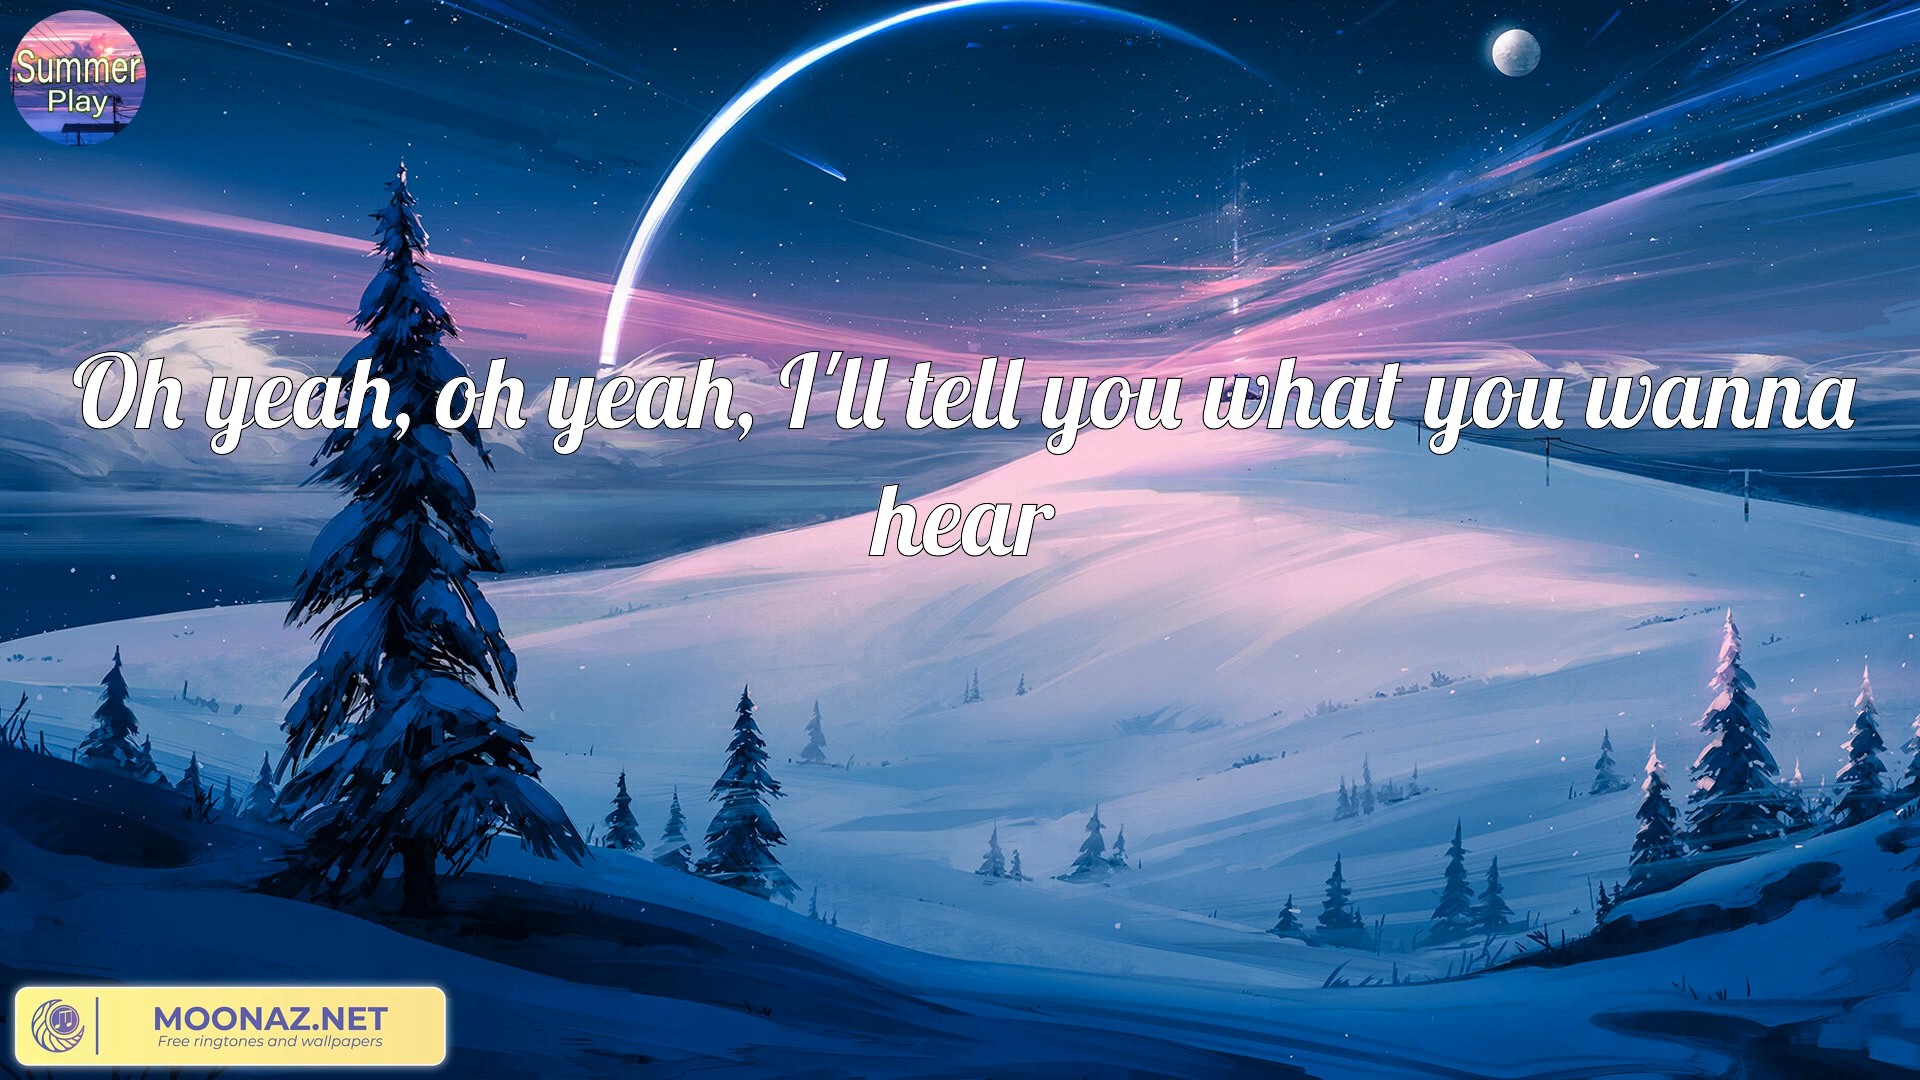 Summer
Play
Oh yeah, oh yeah, I'll tell you what you wanna
hear
MOONAZ.NET
Free ringtones and wallpapers